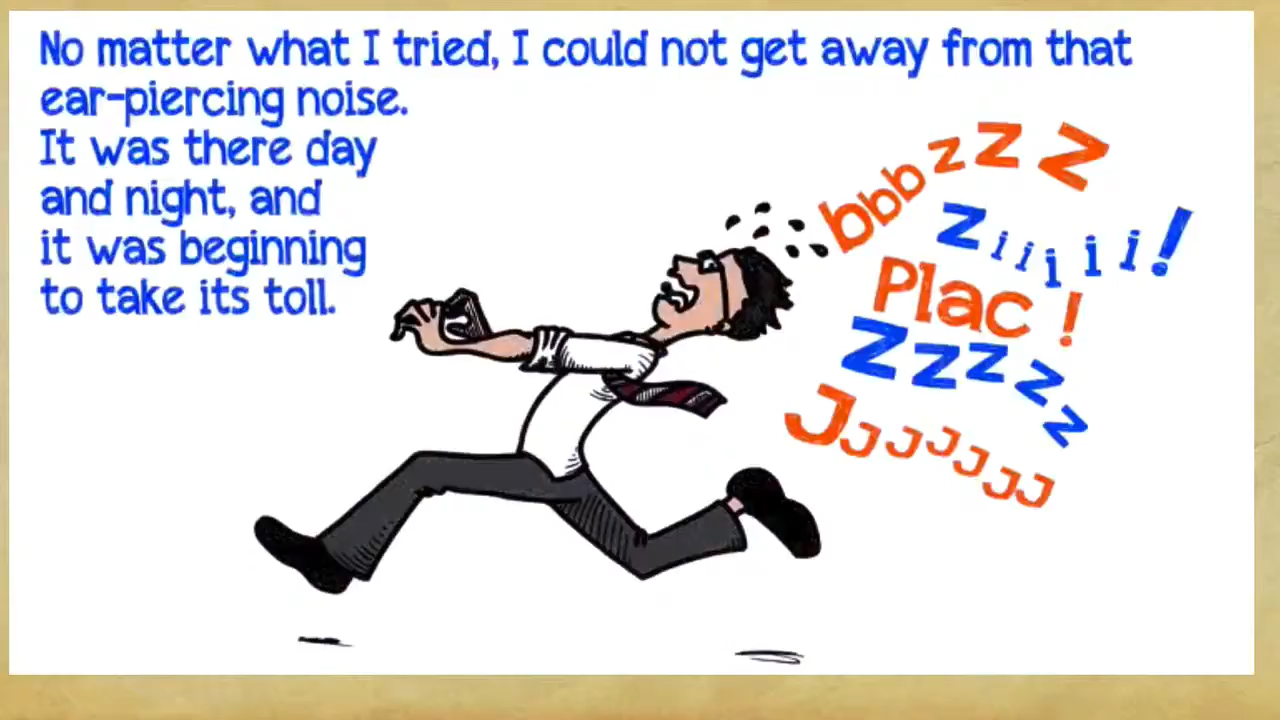 No matter what I tried, I could not get away from that
ear-piercing noise.
It was there day
and night, and
it was beginning
to take its toll.
bbbzzz
Ziiiii!
Plac!
Zzzzz
Jjjjjjj